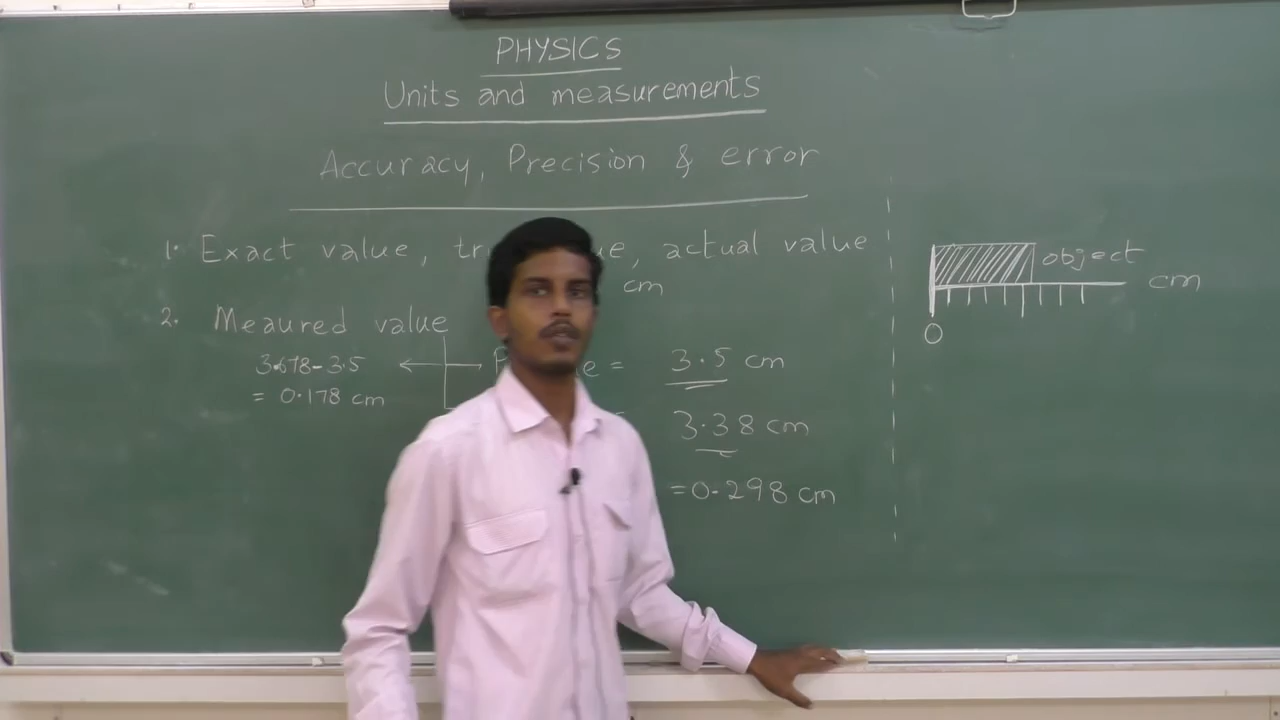 PHYSICS
Units and measurements
Accuracy, Precision & error
1. Exact value, tr ue, actual value
cm
2. Meaured value
3.678-3.5
= 0.178 cm
P e = 3.5 cm
= 3.38 cm
=0.298 cm
object
cm
0